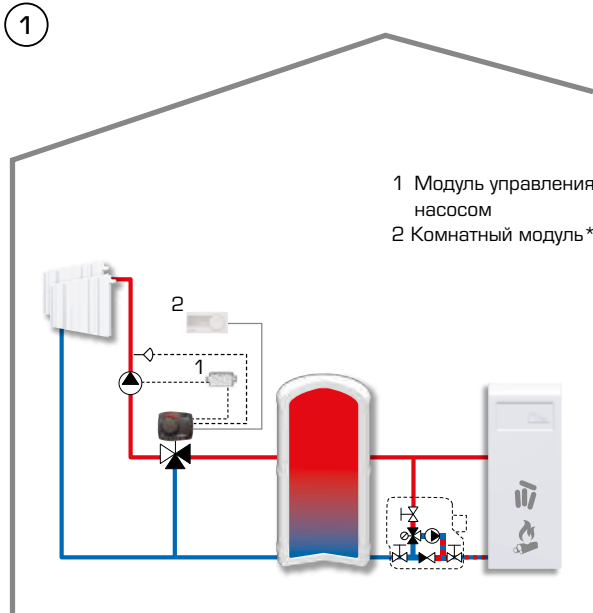 1
1 Модуль управления
насосом
2 Комнатный модуль*
2
1